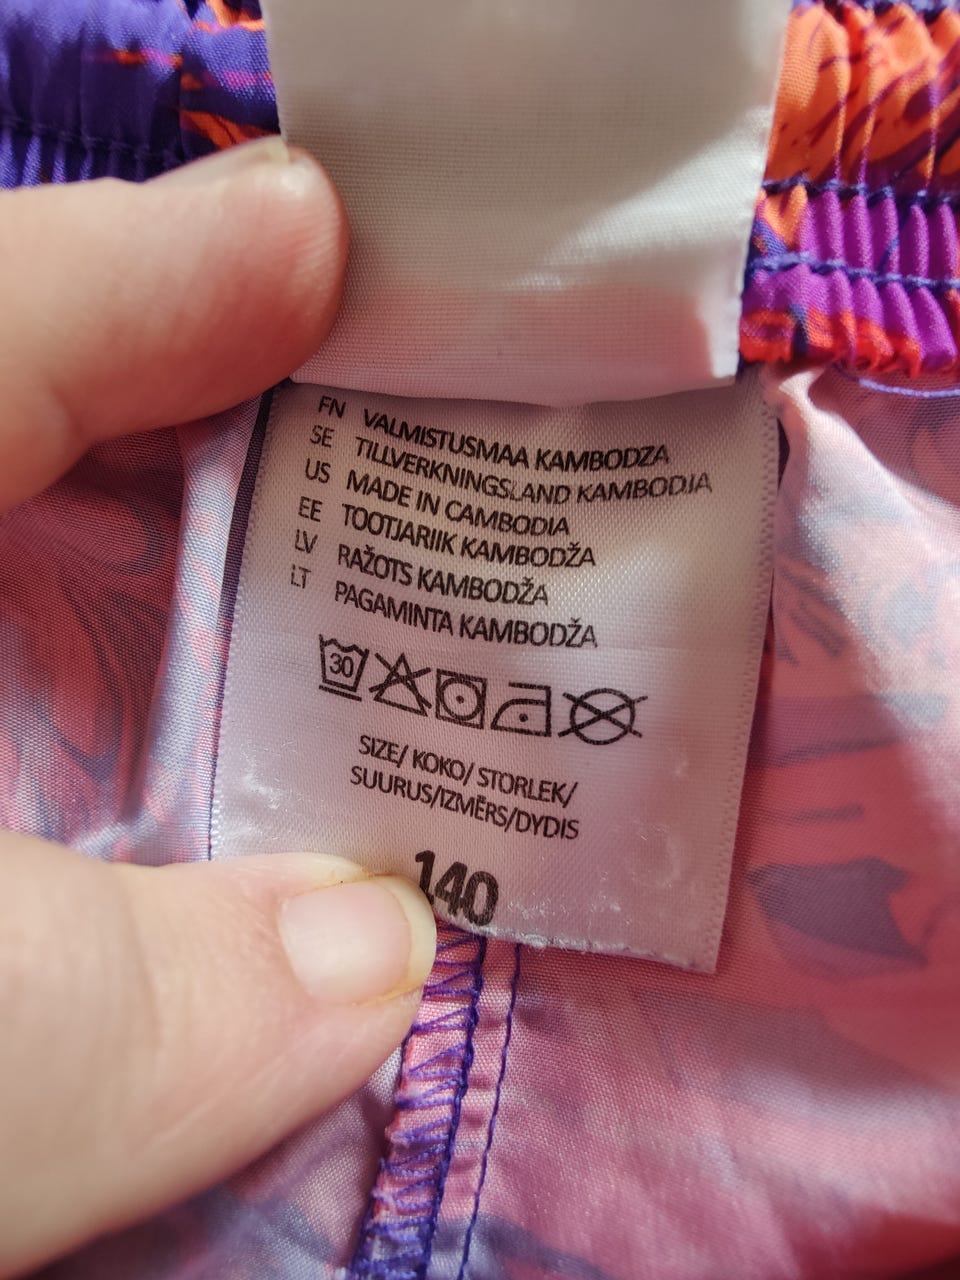 FN VALMISTUSMAA KAMBODZA
SE TILLVERKNINGSLAND KAMBODJA
US MADE IN CAMBODIA
EE TOOTJARIIK KAMBODŽA
LV RAŽOTS KAMBODŽA
LT PAGAMINTA KAMBODŽA
30
SIZE/ KOKO/ STORLEK/
SUURUS/IZMĒRS/DYDIS
140